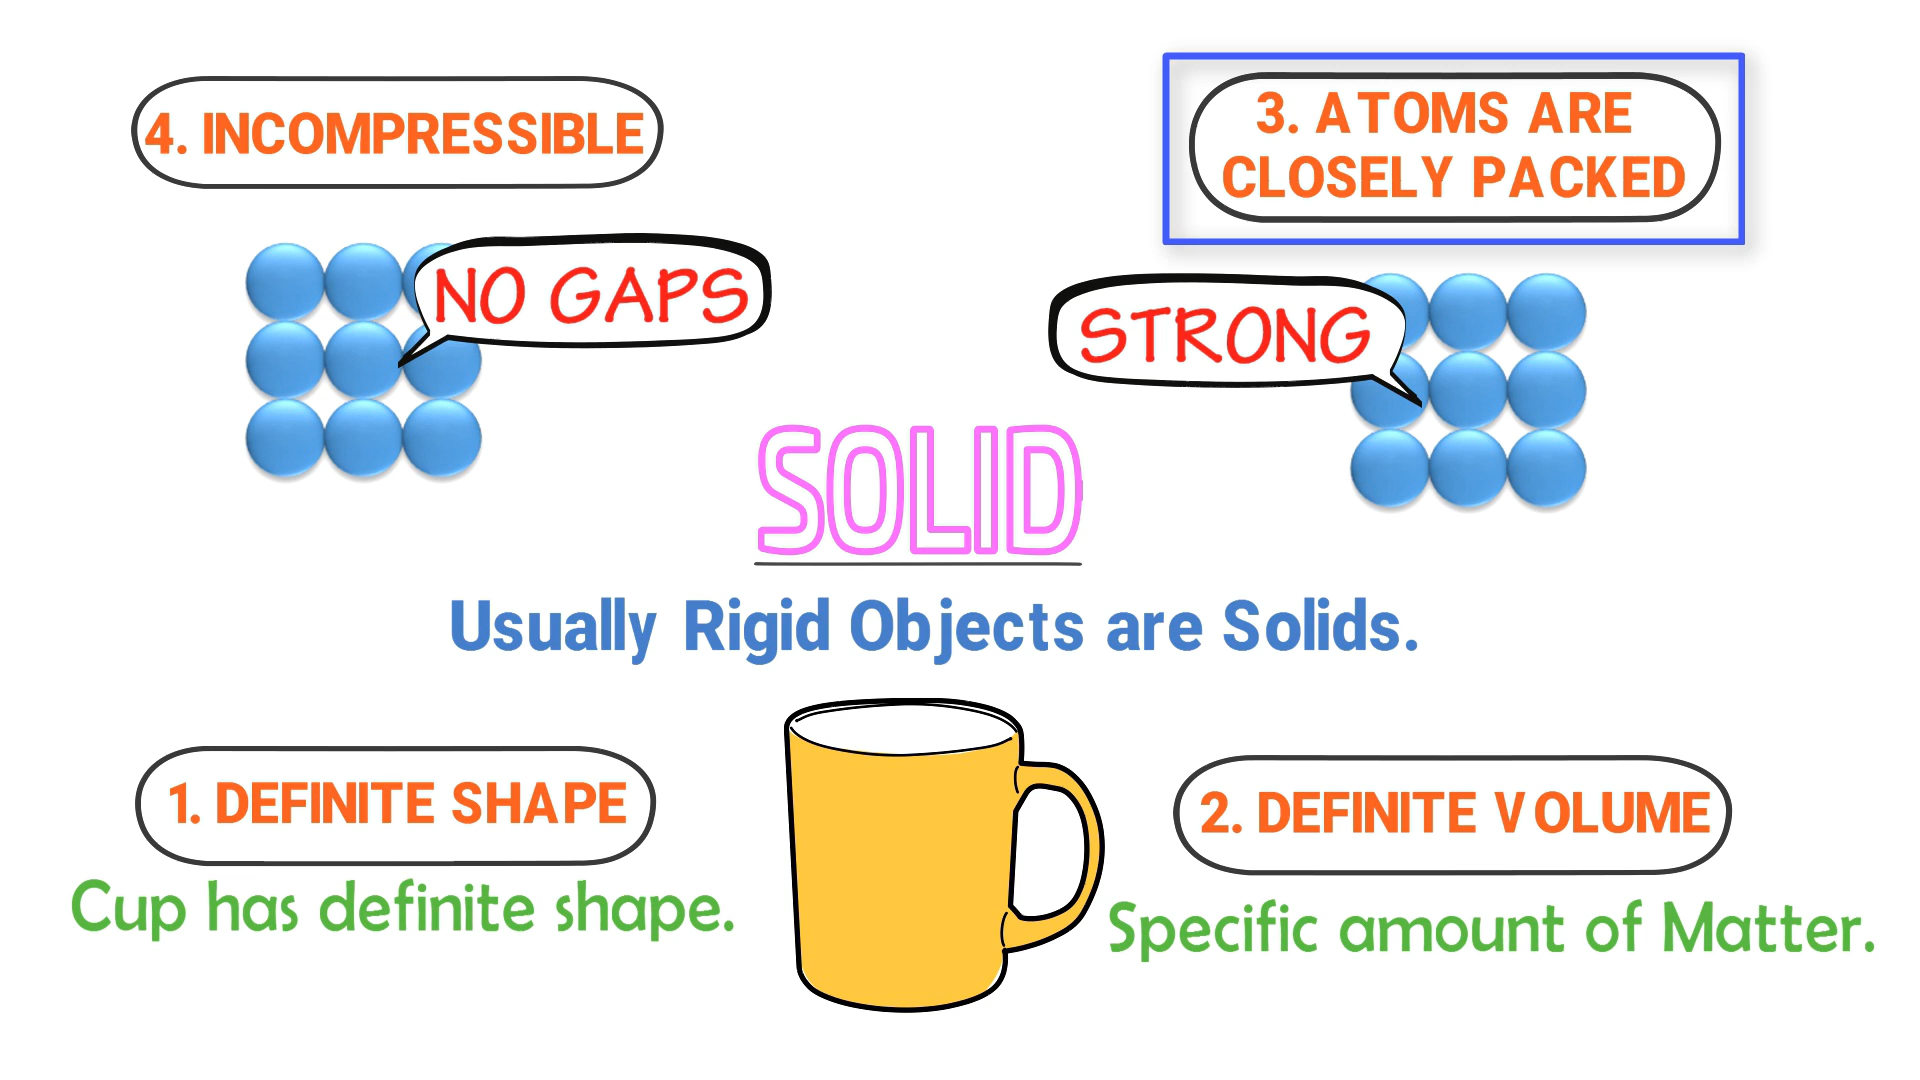 4. INCOMPRESSIBLE
3. ATOMS ARE
CLOSELY PACKED
NO GAPS
STRONG
SOLID
Usually Rigid Objects are Solids.
1. DEFINITE SHAPE
2. DEFINITE VOLUME
Cup has definite shape.
Specific amount of Matter.